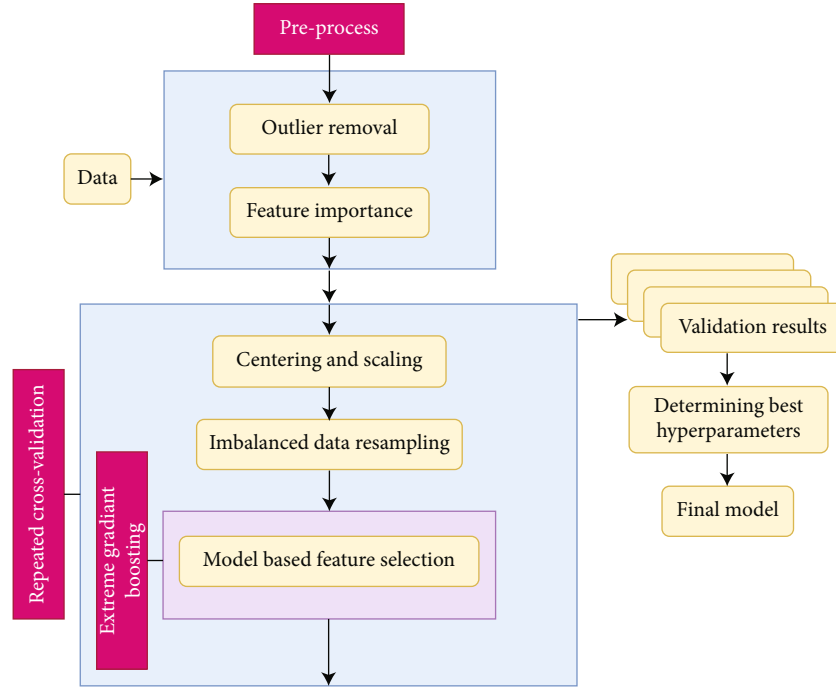 Pre-process
Outlier removal
Data
Feature importance
Centering and scaling
Imbalanced data resampling
Model based feature selection
Repeated cross-validation
Extreme gradiant
boosting
Validation results
Determining best
hyperparameters
Final model